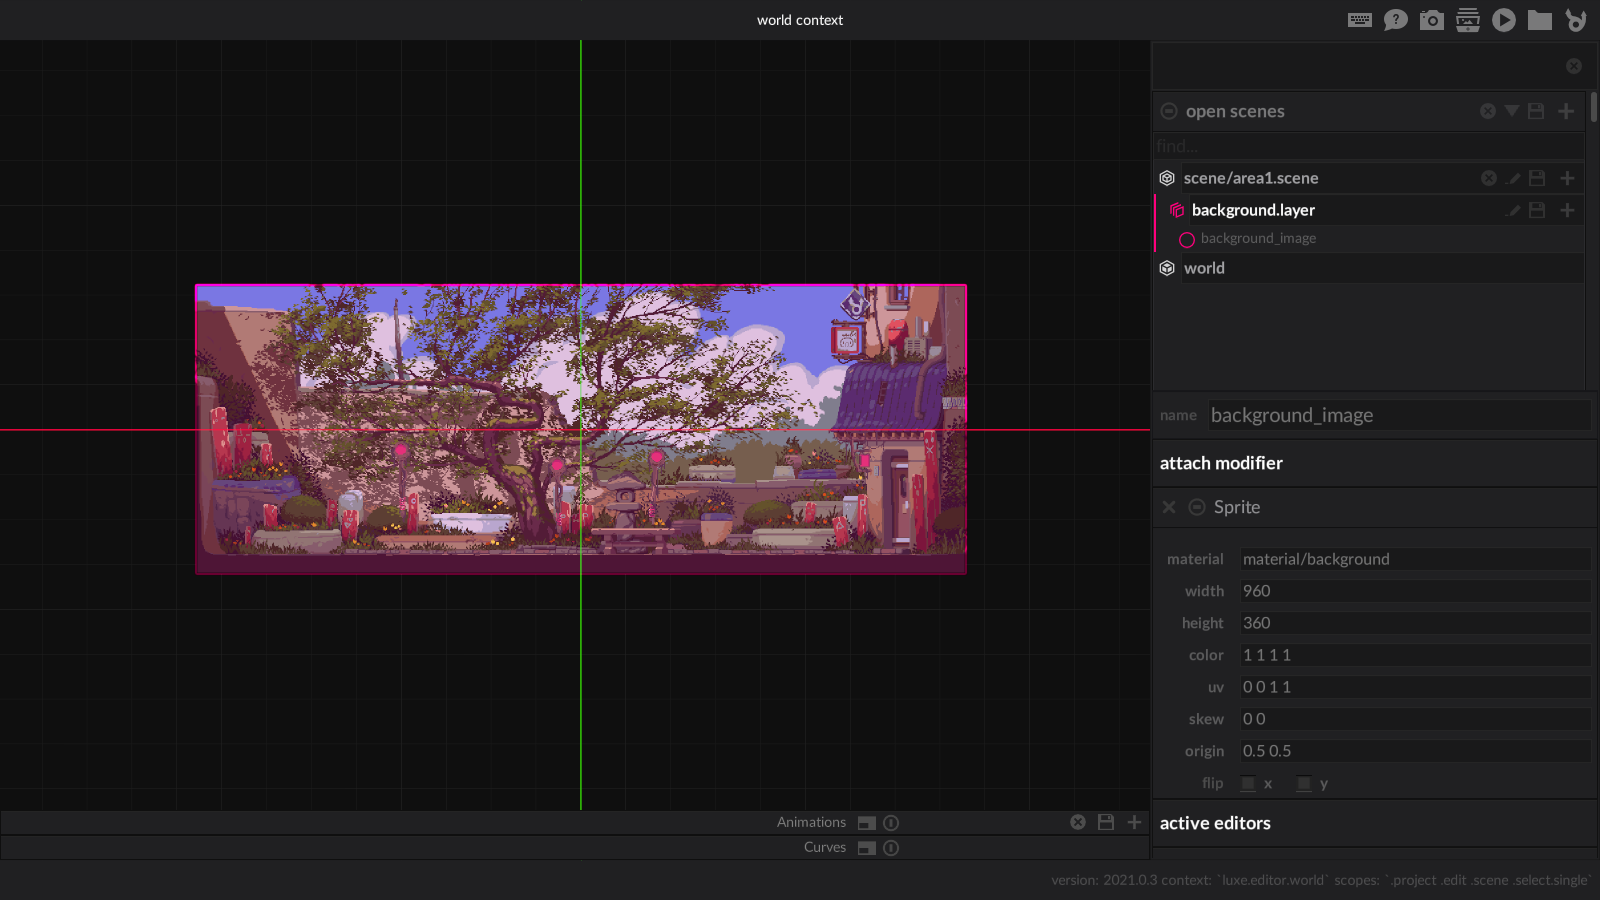 world context
open scenes
find...
scene/area1.scene
background.layer
background_image
world
name background_image
attach modifier
Sprite
material material/background
width 960
height 360
color 1 1 1 1
uv 0 0 1 1
skew 0 0
origin 0.5 0.5
flip x y
Animations
Curves
active editors
version: 2021.0.3 context: `luxe.editor.world` scopes: `.project .edit .scene .select.single`